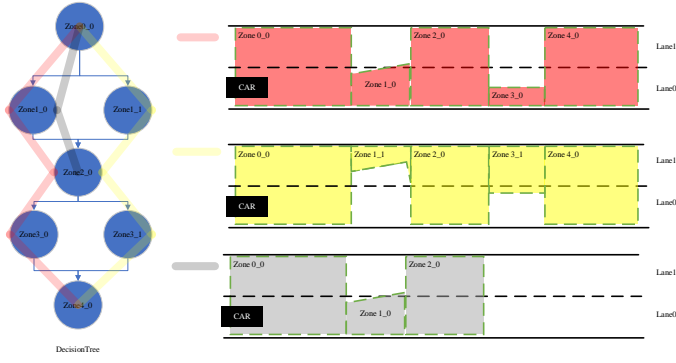 Zone0_0
Zone1_0
Zone1_1
Zone2_0
Zone3_0
Zone3_1
Zone4_0
DecisionTree
Zone 0_0
Zone 2_0
Zone 4_0
Lane1
CAR
Zone 1_0
Zone 3_0
Lane0
Zone 0_0
Zone 1_1
Zone 2_0
Zone 3_1
Zone 4_0
Lane1
CAR
Lane0
Zone 0_0
Zone 2_0
Lane1
CAR
Zone 1_0
Lane0